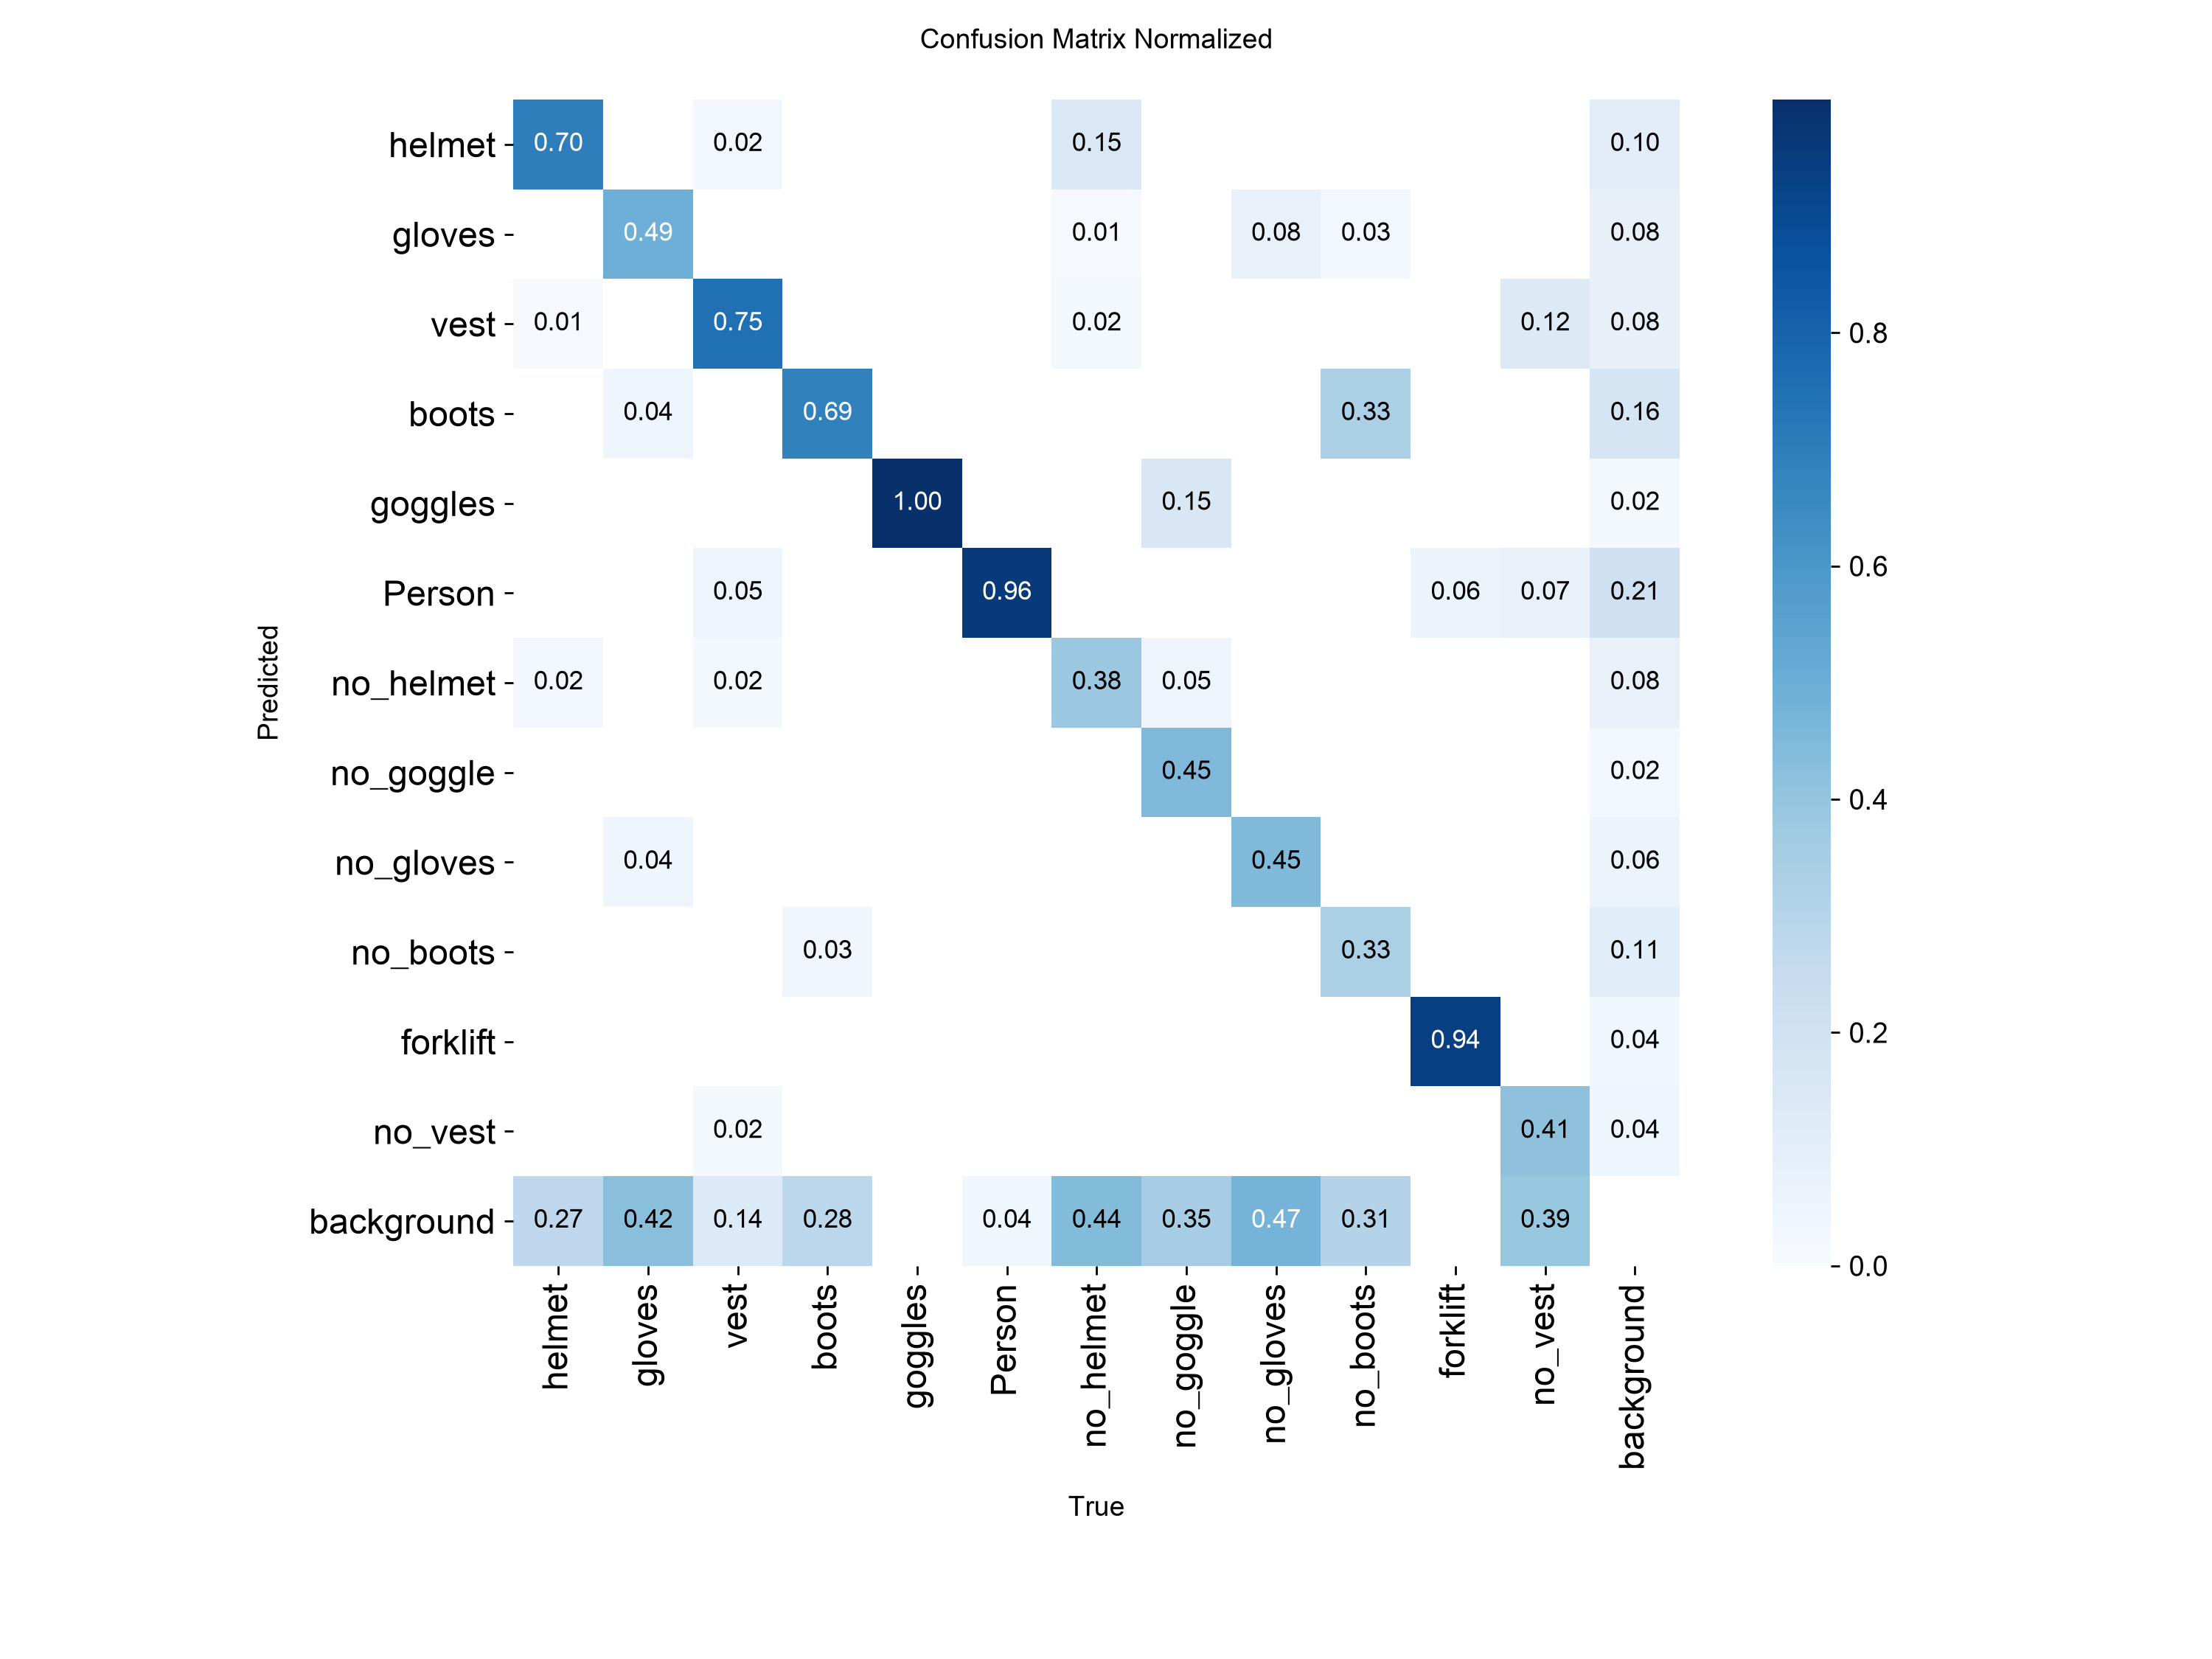 Confusion Matrix Normalized
helmet 0.70 0.02 0.15 0.10
gloves 0.49 0.01 0.08 0.03 0.08
vest 0.01 0.75 0.02 0.12 0.08
0.8
boots 0.04 0.69 0.33 0.16
goggles 1.00 0.15 0.02
0.6
Person 0.05 0.96 0.06 0.07 0.21
Predicted
no_helmet 0.02 0.02 0.38 0.05 0.08
no_goggle 0.45 0.02
0.4
no_gloves 0.04 0.45 0.06
no_boots 0.03 0.33 0.11
forklift 0.94 0.04
0.2
no_vest 0.02 0.41 0.04
background 0.27 0.42 0.14 0.28 0.04 0.44 0.35 0.47 0.31 0.39
0.0
helmet
gloves
vest
boots
goggles
Person
no_helmet
no_goggle
no_gloves
no_boots
forklift
no_vest
background
True